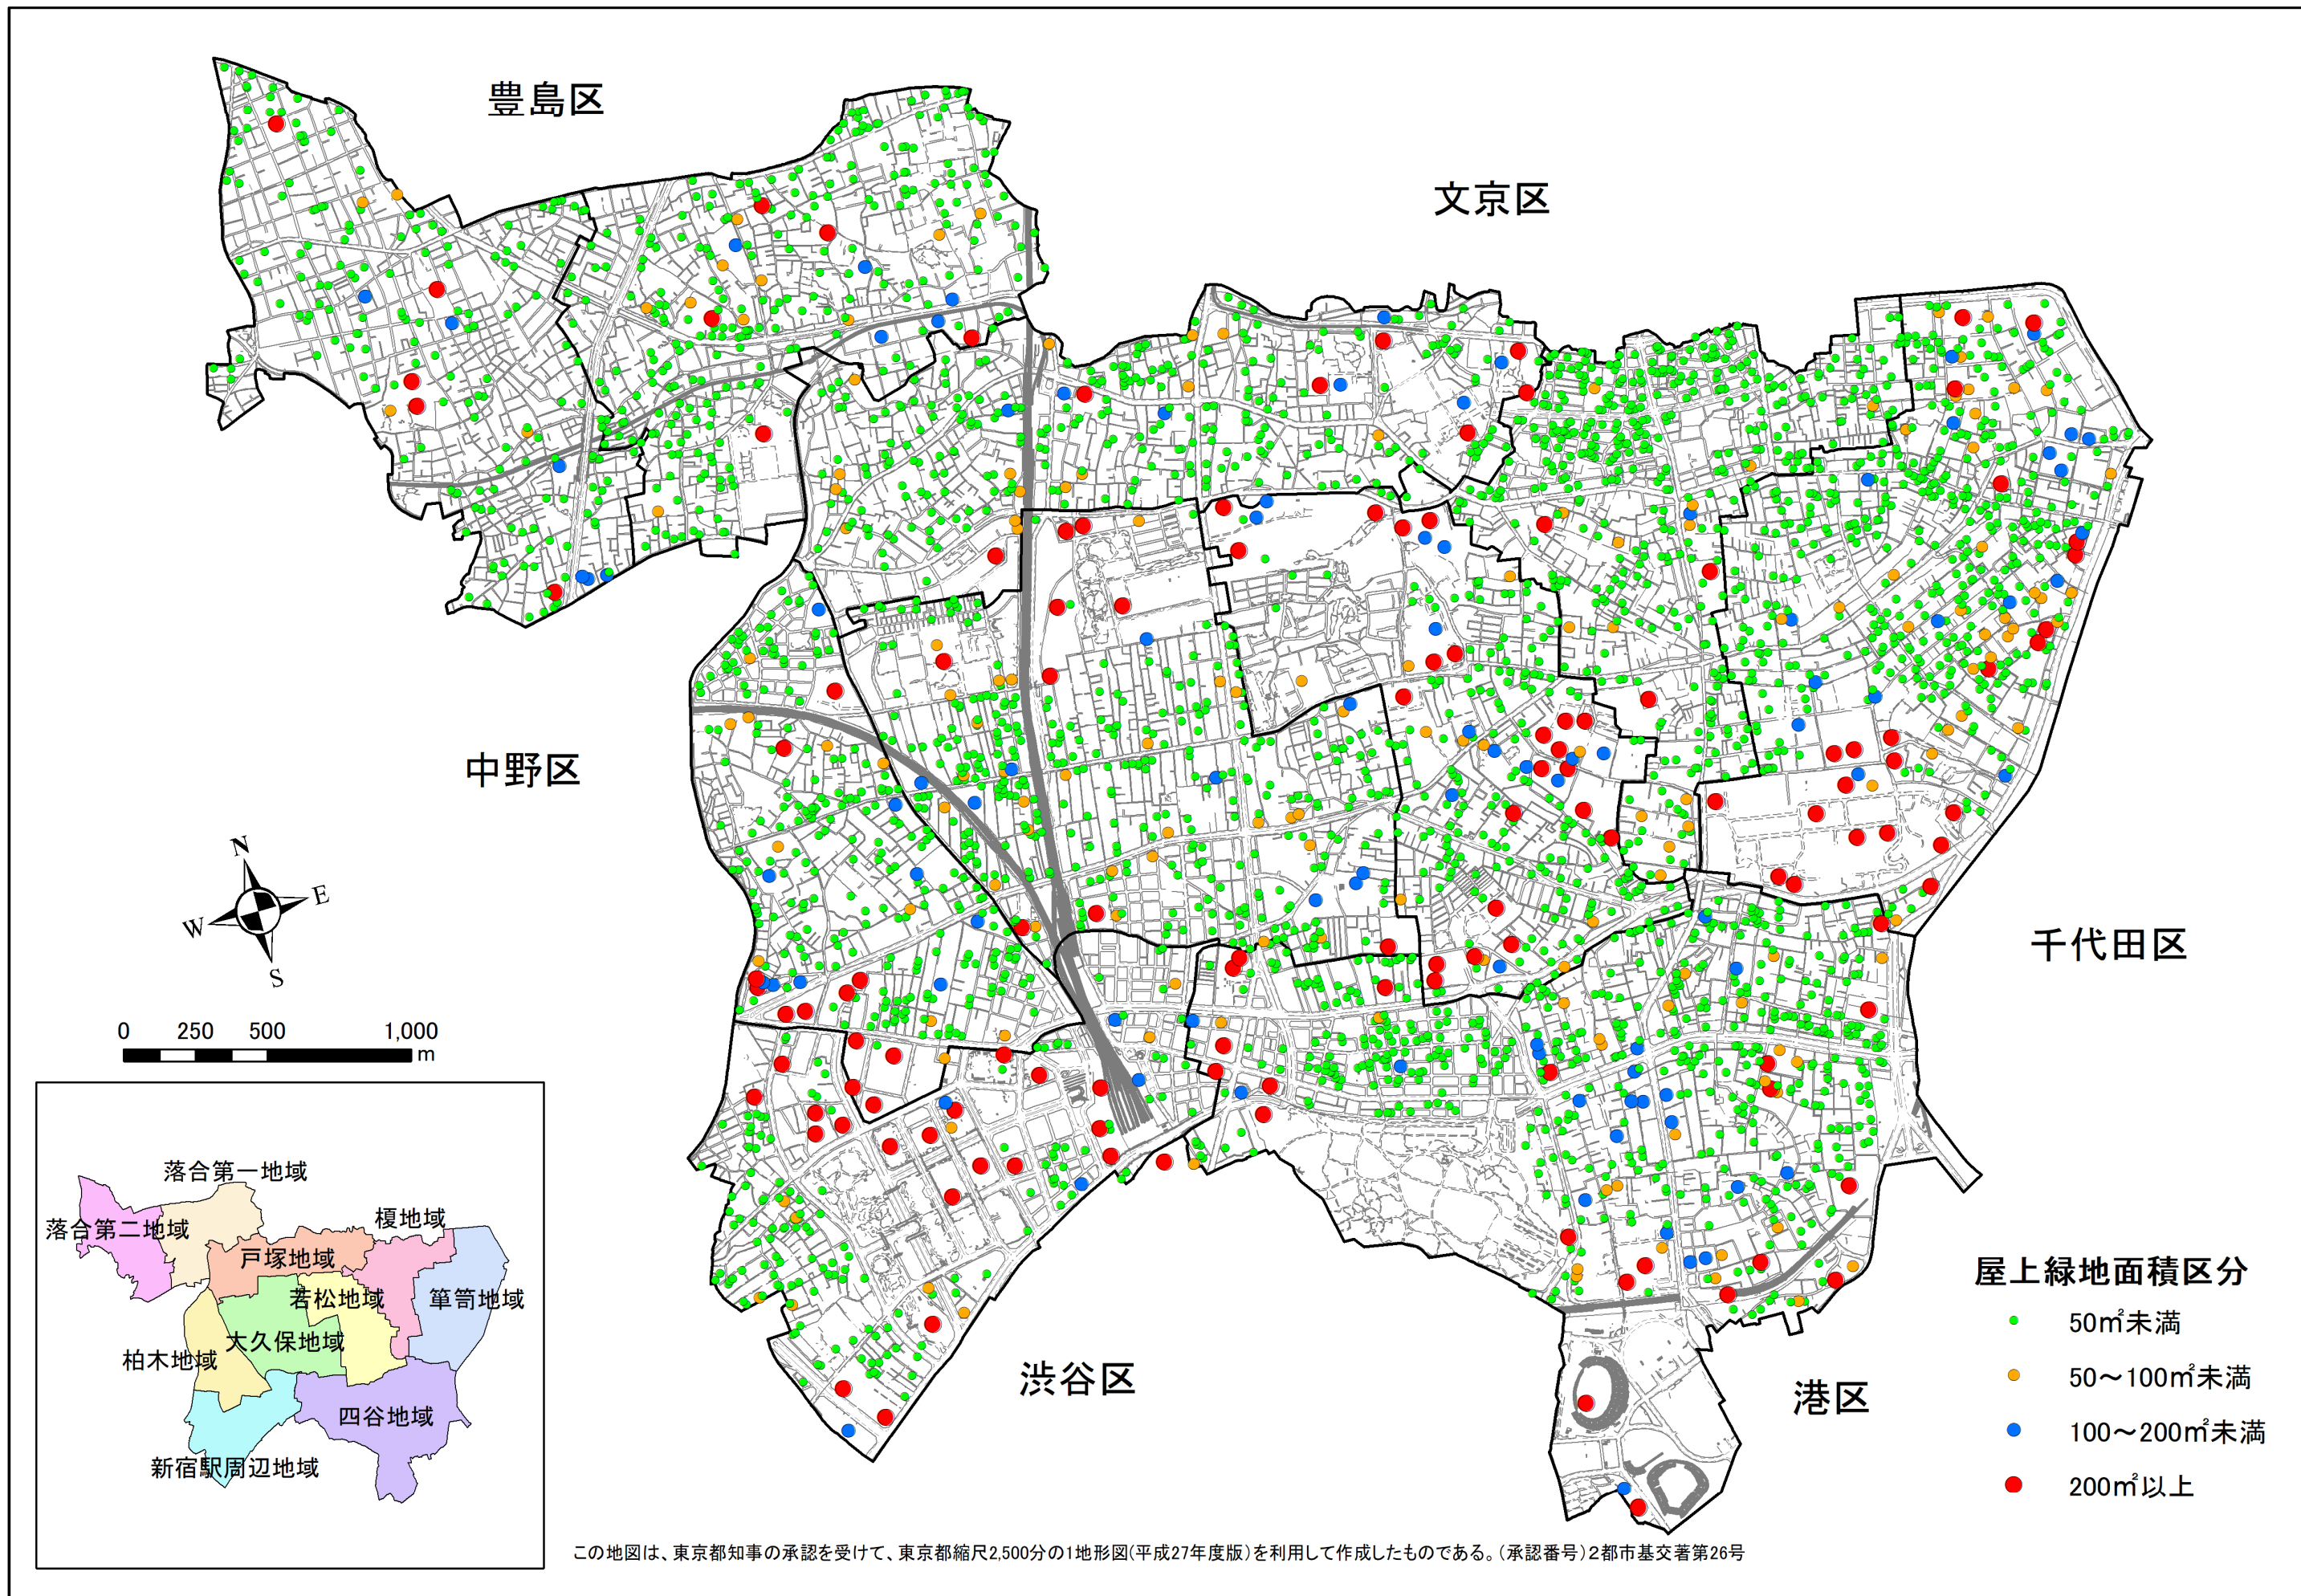 豊島区
文京区
中野区
千代田区
渋谷区
港区
N
E
W
S
0 250 500 1,000
m
落合第一地域
落合第二地域
榎地域
戸塚地域
若松地域
箪笥地域
大久保地域
柏木地域
四谷地域
新宿駅周辺地域
屋上緑地面積区分
50㎡未満
50～100㎡未満
100～200㎡未満
200㎡以上
この地図は、東京都知事の承認を受けて、東京都縮尺2,500分の1地形図(平成27年度版)を利用して作成したものである。(承認番号)2都市基交著第26号